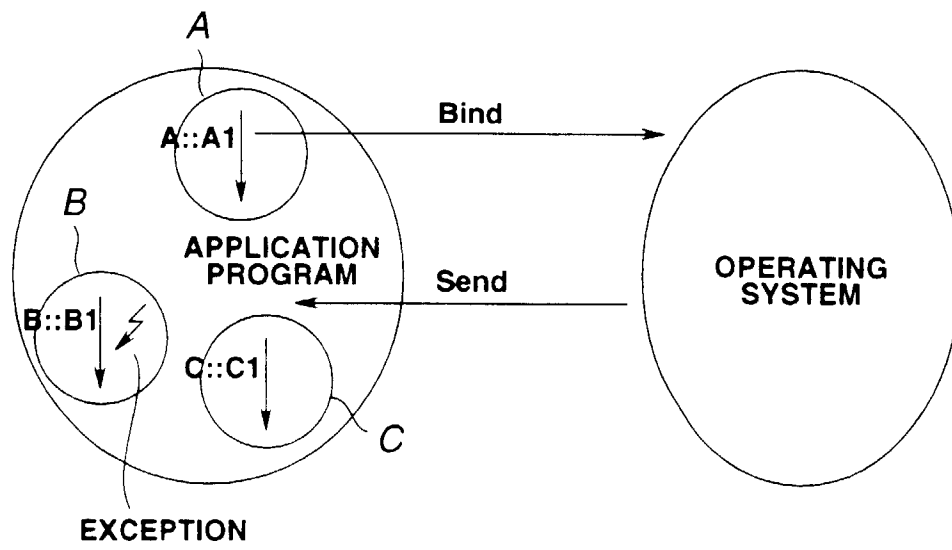 A
A::A1
Bind
B
APPLICATION
PROGRAM
Send
OPERATING
SYSTEM
B::B1
C::C1
C
EXCEPTION